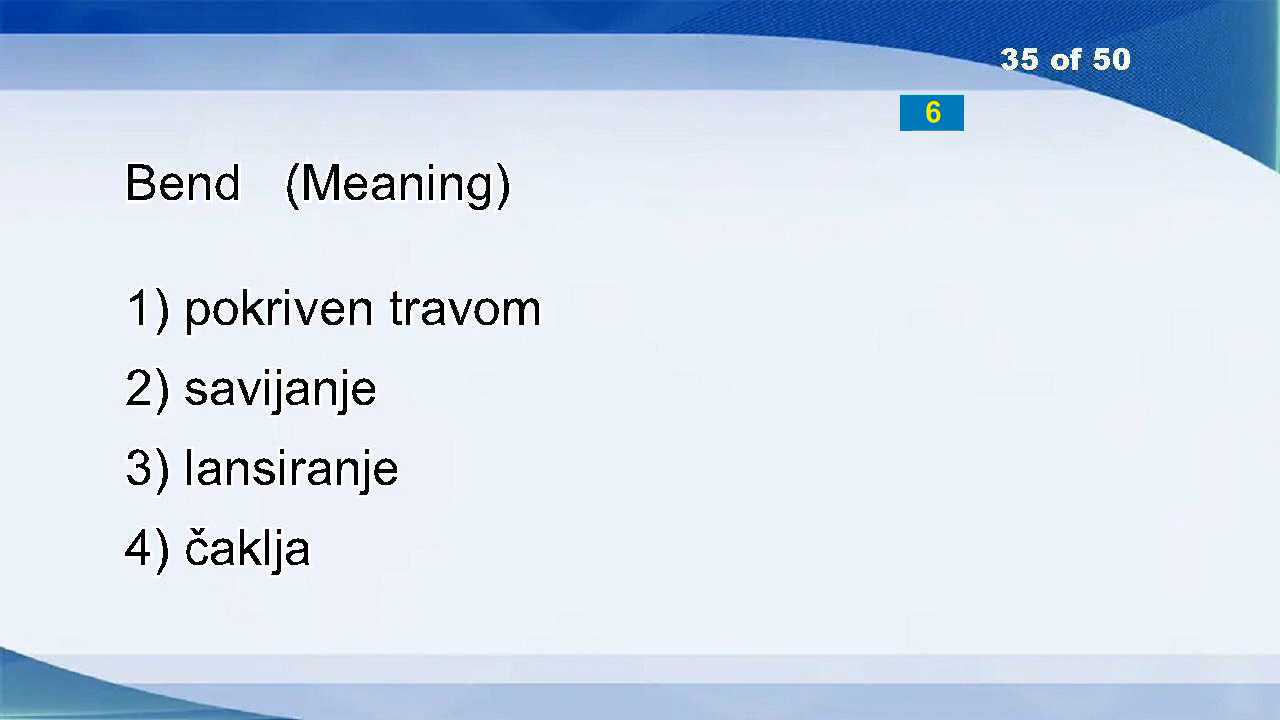 35 of 50
6
Bend (Meaning)
1) pokriven travom
2) savijanje
3) lansiranje
4) čaklja